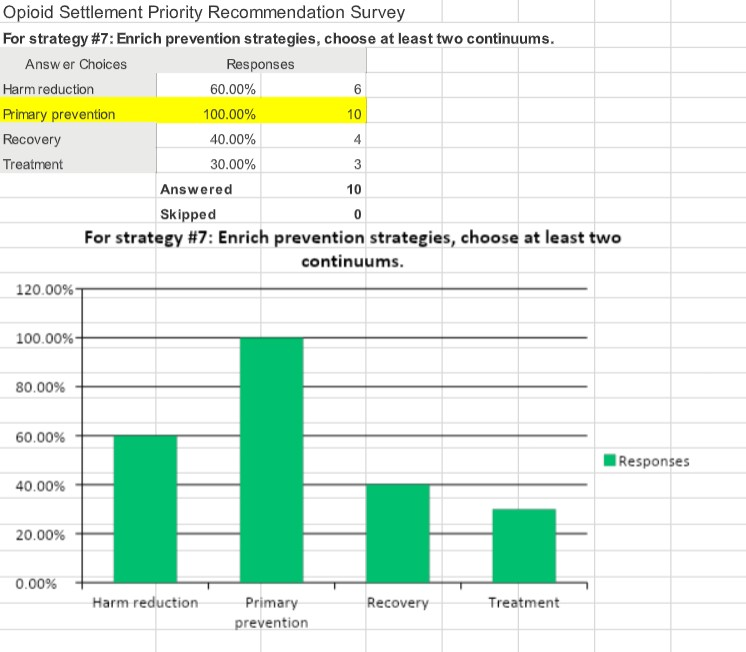 Opioid Settlement Priority Recommendation Survey
For strategy #7: Enrich prevention strategies, choose at least two continuums.
Answer Choices Responses
Harm reduction 60.00% 6
Primary prevention 100.00% 10
Recovery 40.00% 4
Treatment 30.00% 3
Answered 10
Skipped 0
For strategy #7: Enrich prevention strategies, choose at least two
continuums.
120.00%
100.00%
80.00%
60.00%
40.00%
20.00%
0.00%
Responses
Harm reduction Primary Recovery Treatment
prevention